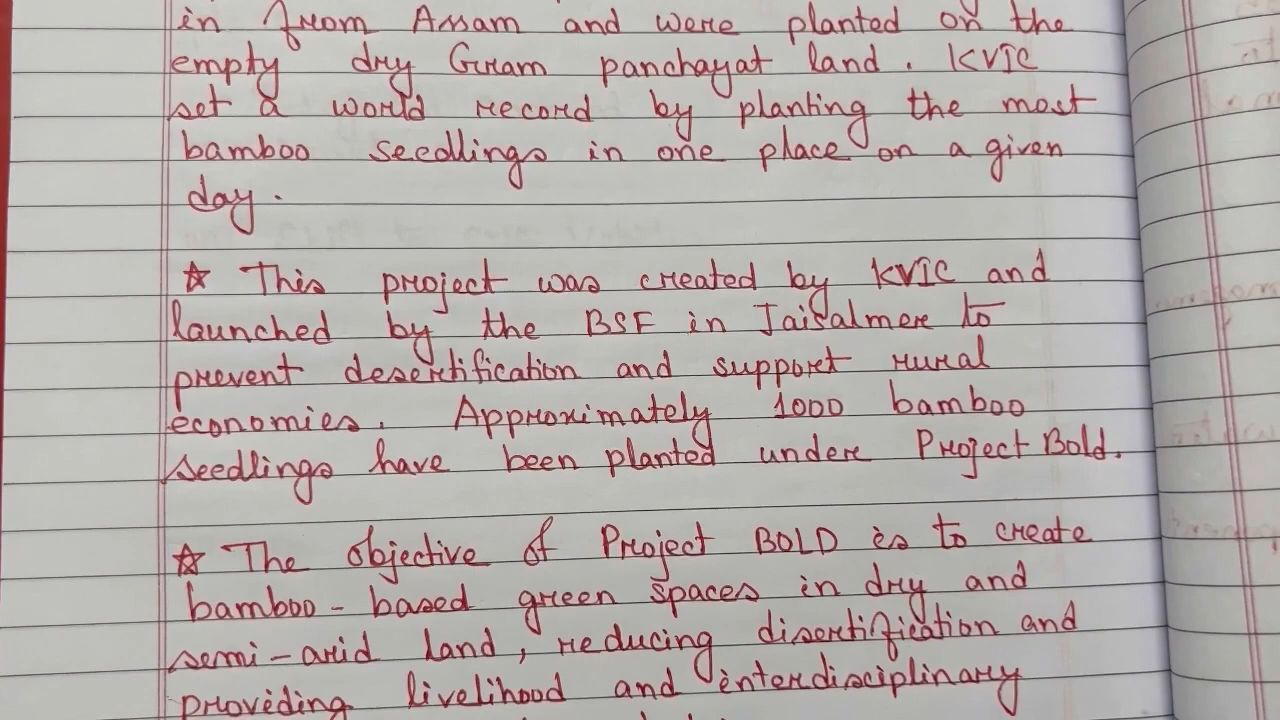 in from Assam and were planted on the
empty dry Gram panchayat land. KVIC
set a world record by planting the most
bamboo seedlings in one place on a given
day.
☆ This project was created by KVIC and
launched by the BSF in Jaisalmer to
prevent desertification and support rural
economies. Approximately 1000 bamboo
seedlings have been planted under Project Bold.
☆ The objective of Project BOLD is to create
bamboo-based green spaces in dry and
semi-arid land, reducing disertification and
providing livelihood and interdisciplinary